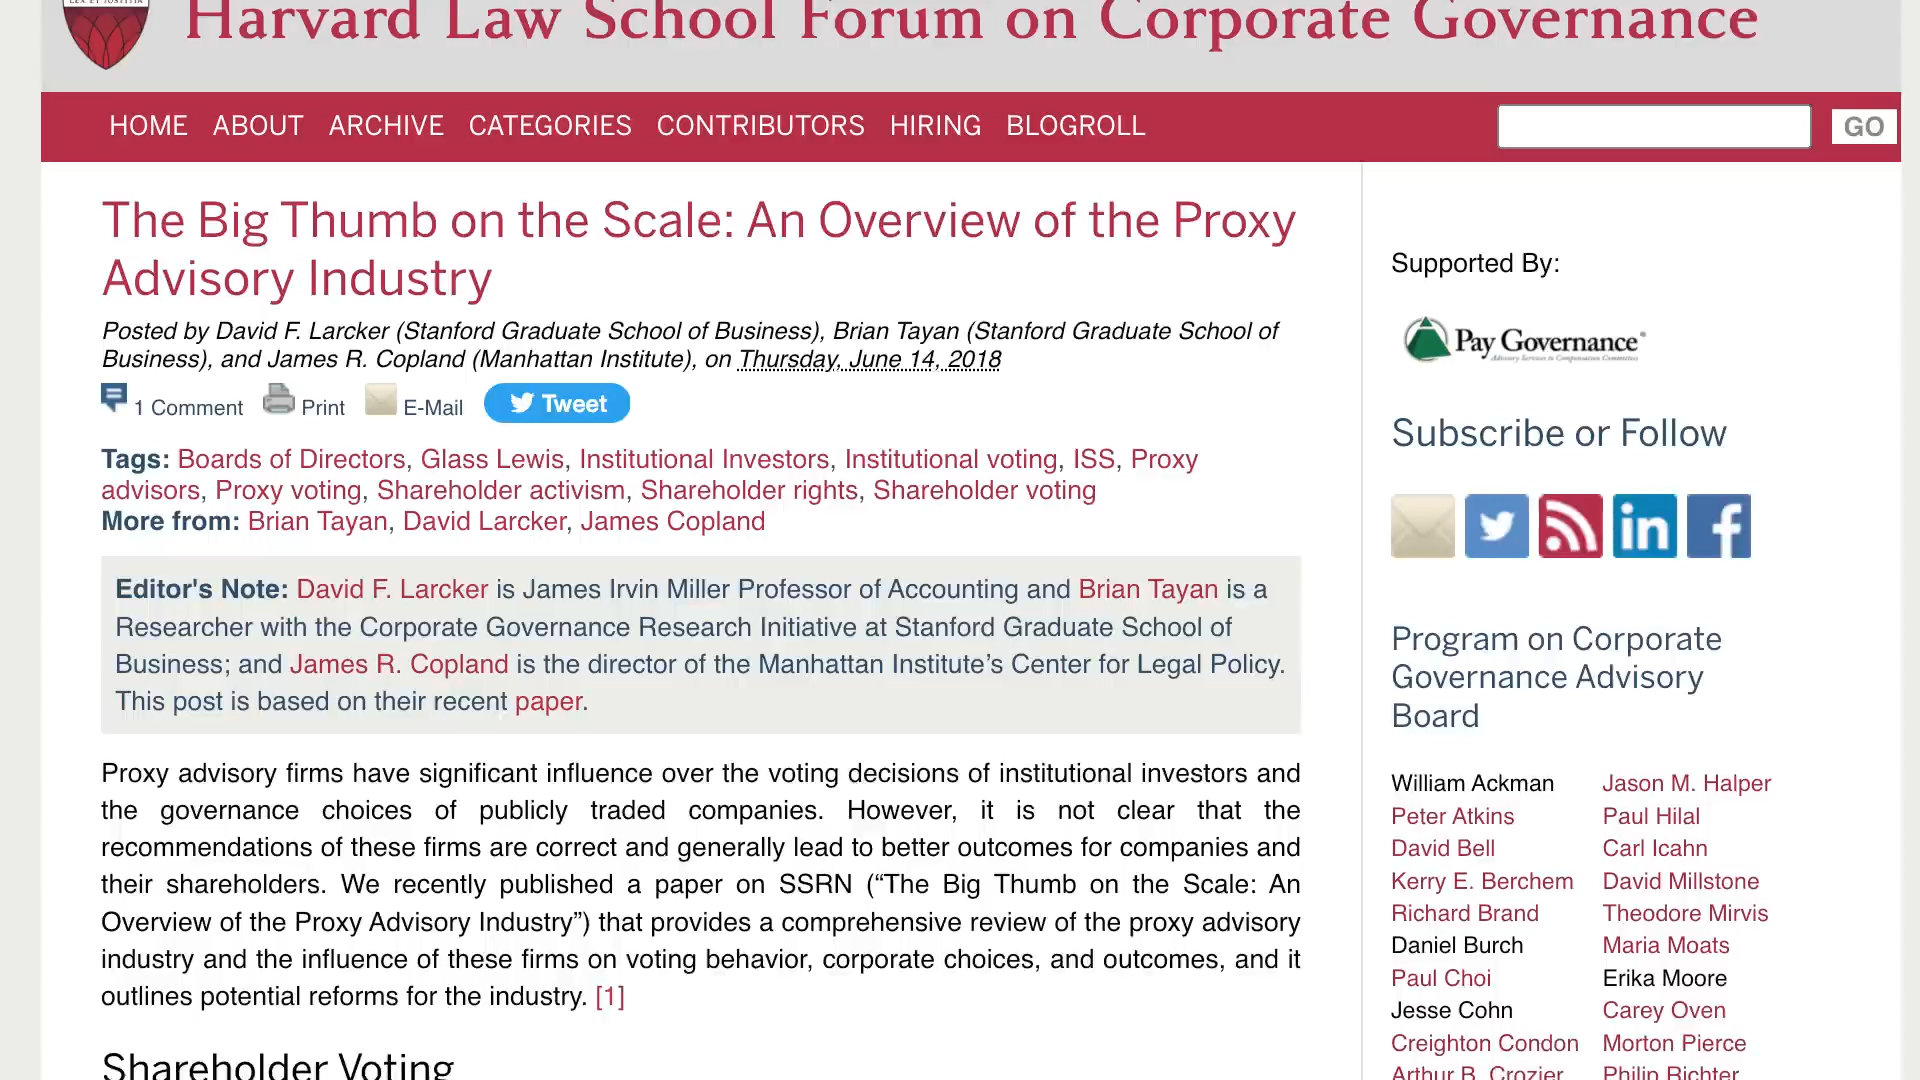 LEX ET IUSTITIA
Harvard Law School Forum on Corporate Governance
HOME ABOUT ARCHIVE CATEGORIES CONTRIBUTORS HIRING BLOGROLL
GO
The Big Thumb on the Scale: An Overview of the Proxy
Advisory Industry
Posted by David F. Larcker (Stanford Graduate School of Business), Brian Tayan (Stanford Graduate School of
Business), and James R. Copland (Manhattan Institute), on Thursday, June 14, 2018
1 Comment Print E-Mail Tweet
Tags: Boards of Directors, Glass Lewis, Institutional Investors, Institutional voting, ISS, Proxy
advisors, Proxy voting, Shareholder activism, Shareholder rights, Shareholder voting
More from: Brian Tayan, David Larcker, James Copland
Editor's Note: David F. Larcker is James Irvin Miller Professor of Accounting and Brian Tayan is a
Researcher with the Corporate Governance Research Initiative at Stanford Graduate School of
Business; and James R. Copland is the director of the Manhattan Institute’s Center for Legal Policy.
This post is based on their recent paper.
Proxy advisory firms have significant influence over the voting decisions of institutional investors and
the governance choices of publicly traded companies. However, it is not clear that the
recommendations of these firms are correct and generally lead to better outcomes for companies and
their shareholders. We recently published a paper on SSRN (“The Big Thumb on the Scale: An
Overview of the Proxy Advisory Industry”) that provides a comprehensive review of the proxy advisory
industry and the influence of these firms on voting behavior, corporate choices, and outcomes, and it
outlines potential reforms for the industry. [1]
Shareholder Voting
Supported By:
Pay Governance
Advisory Services to Compensation Committees
Subscribe or Follow
in f
Program on Corporate
Governance Advisory
Board
William Ackman
Peter Atkins
David Bell
Kerry E. Berchem
Richard Brand
Daniel Burch
Paul Choi
Jesse Cohn
Creighton Condon
Arthur B. Crozier
Jason M. Halper
Paul Hilal
Carl Icahn
David Millstone
Theodore Mirvis
Maria Moats
Erika Moore
Carey Oven
Morton Pierce
Philip Richter